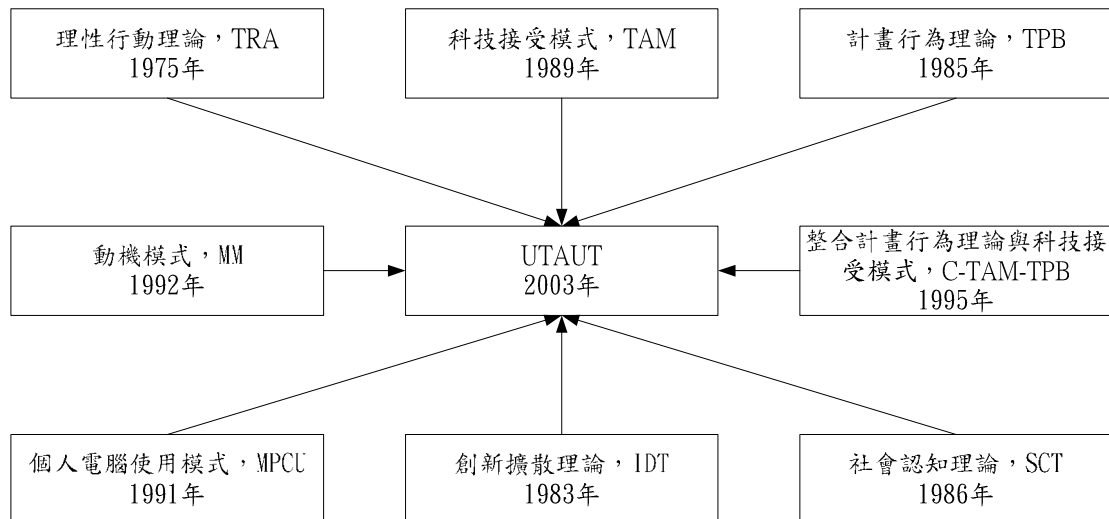 理性行動理論，TRA
1975年
科技接受模式，TAM
1989年
計畫行為理論，TPB
1985年
動機模式，MM
1992年
UTAUT
2003年
整合計畫行為理論與科技接
受模式，C-TAM-TPB
1995年
個人電腦使用模式，MPCU
1991年
創新擴散理論，IDT
1983年
社會認知理論，SCT
1986年